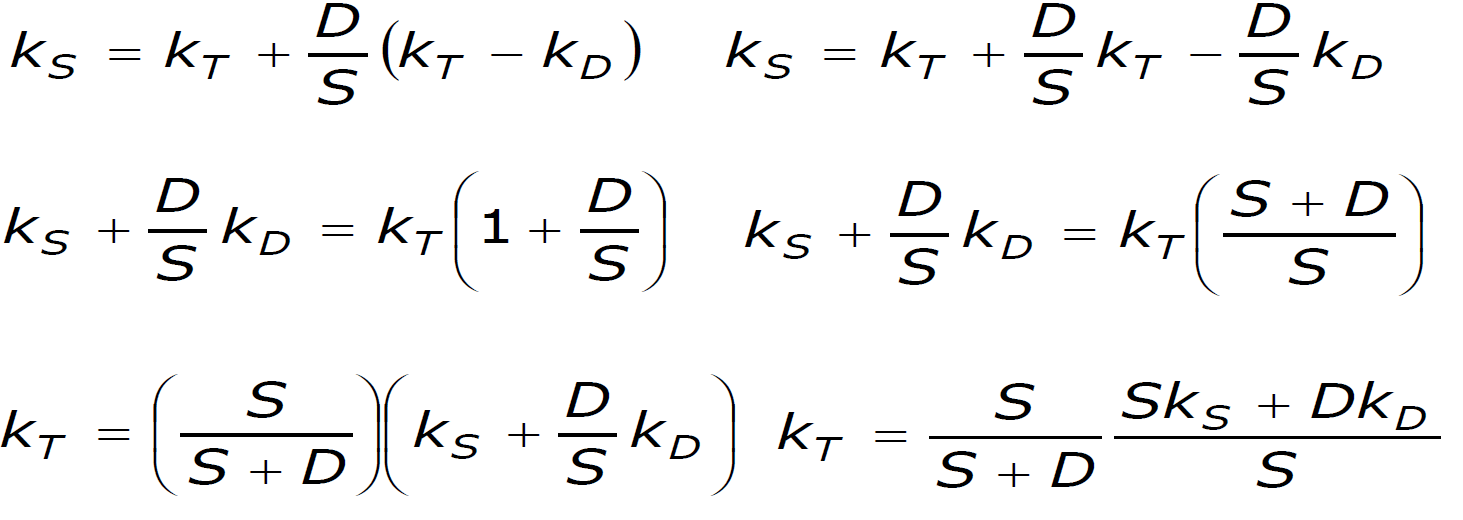 k_S = k_T + \frac{D}{S}(k_T − k_D)    k_S = k_T + \frac{D}{S} k_T − \frac{D}{S} k_D
k_S + \frac{D}{S} k_D = k_T \left(1 + \frac{D}{S}\right)    k_S + \frac{D}{S} k_D = k_T \left(\frac{S + D}{S}\right)
k_T = \left(\frac{S}{S + D}\right)\left(k_S + \frac{D}{S} k_D\right)    k_T = \frac{S}{S + D} \frac{Sk_S + Dk_D}{S}